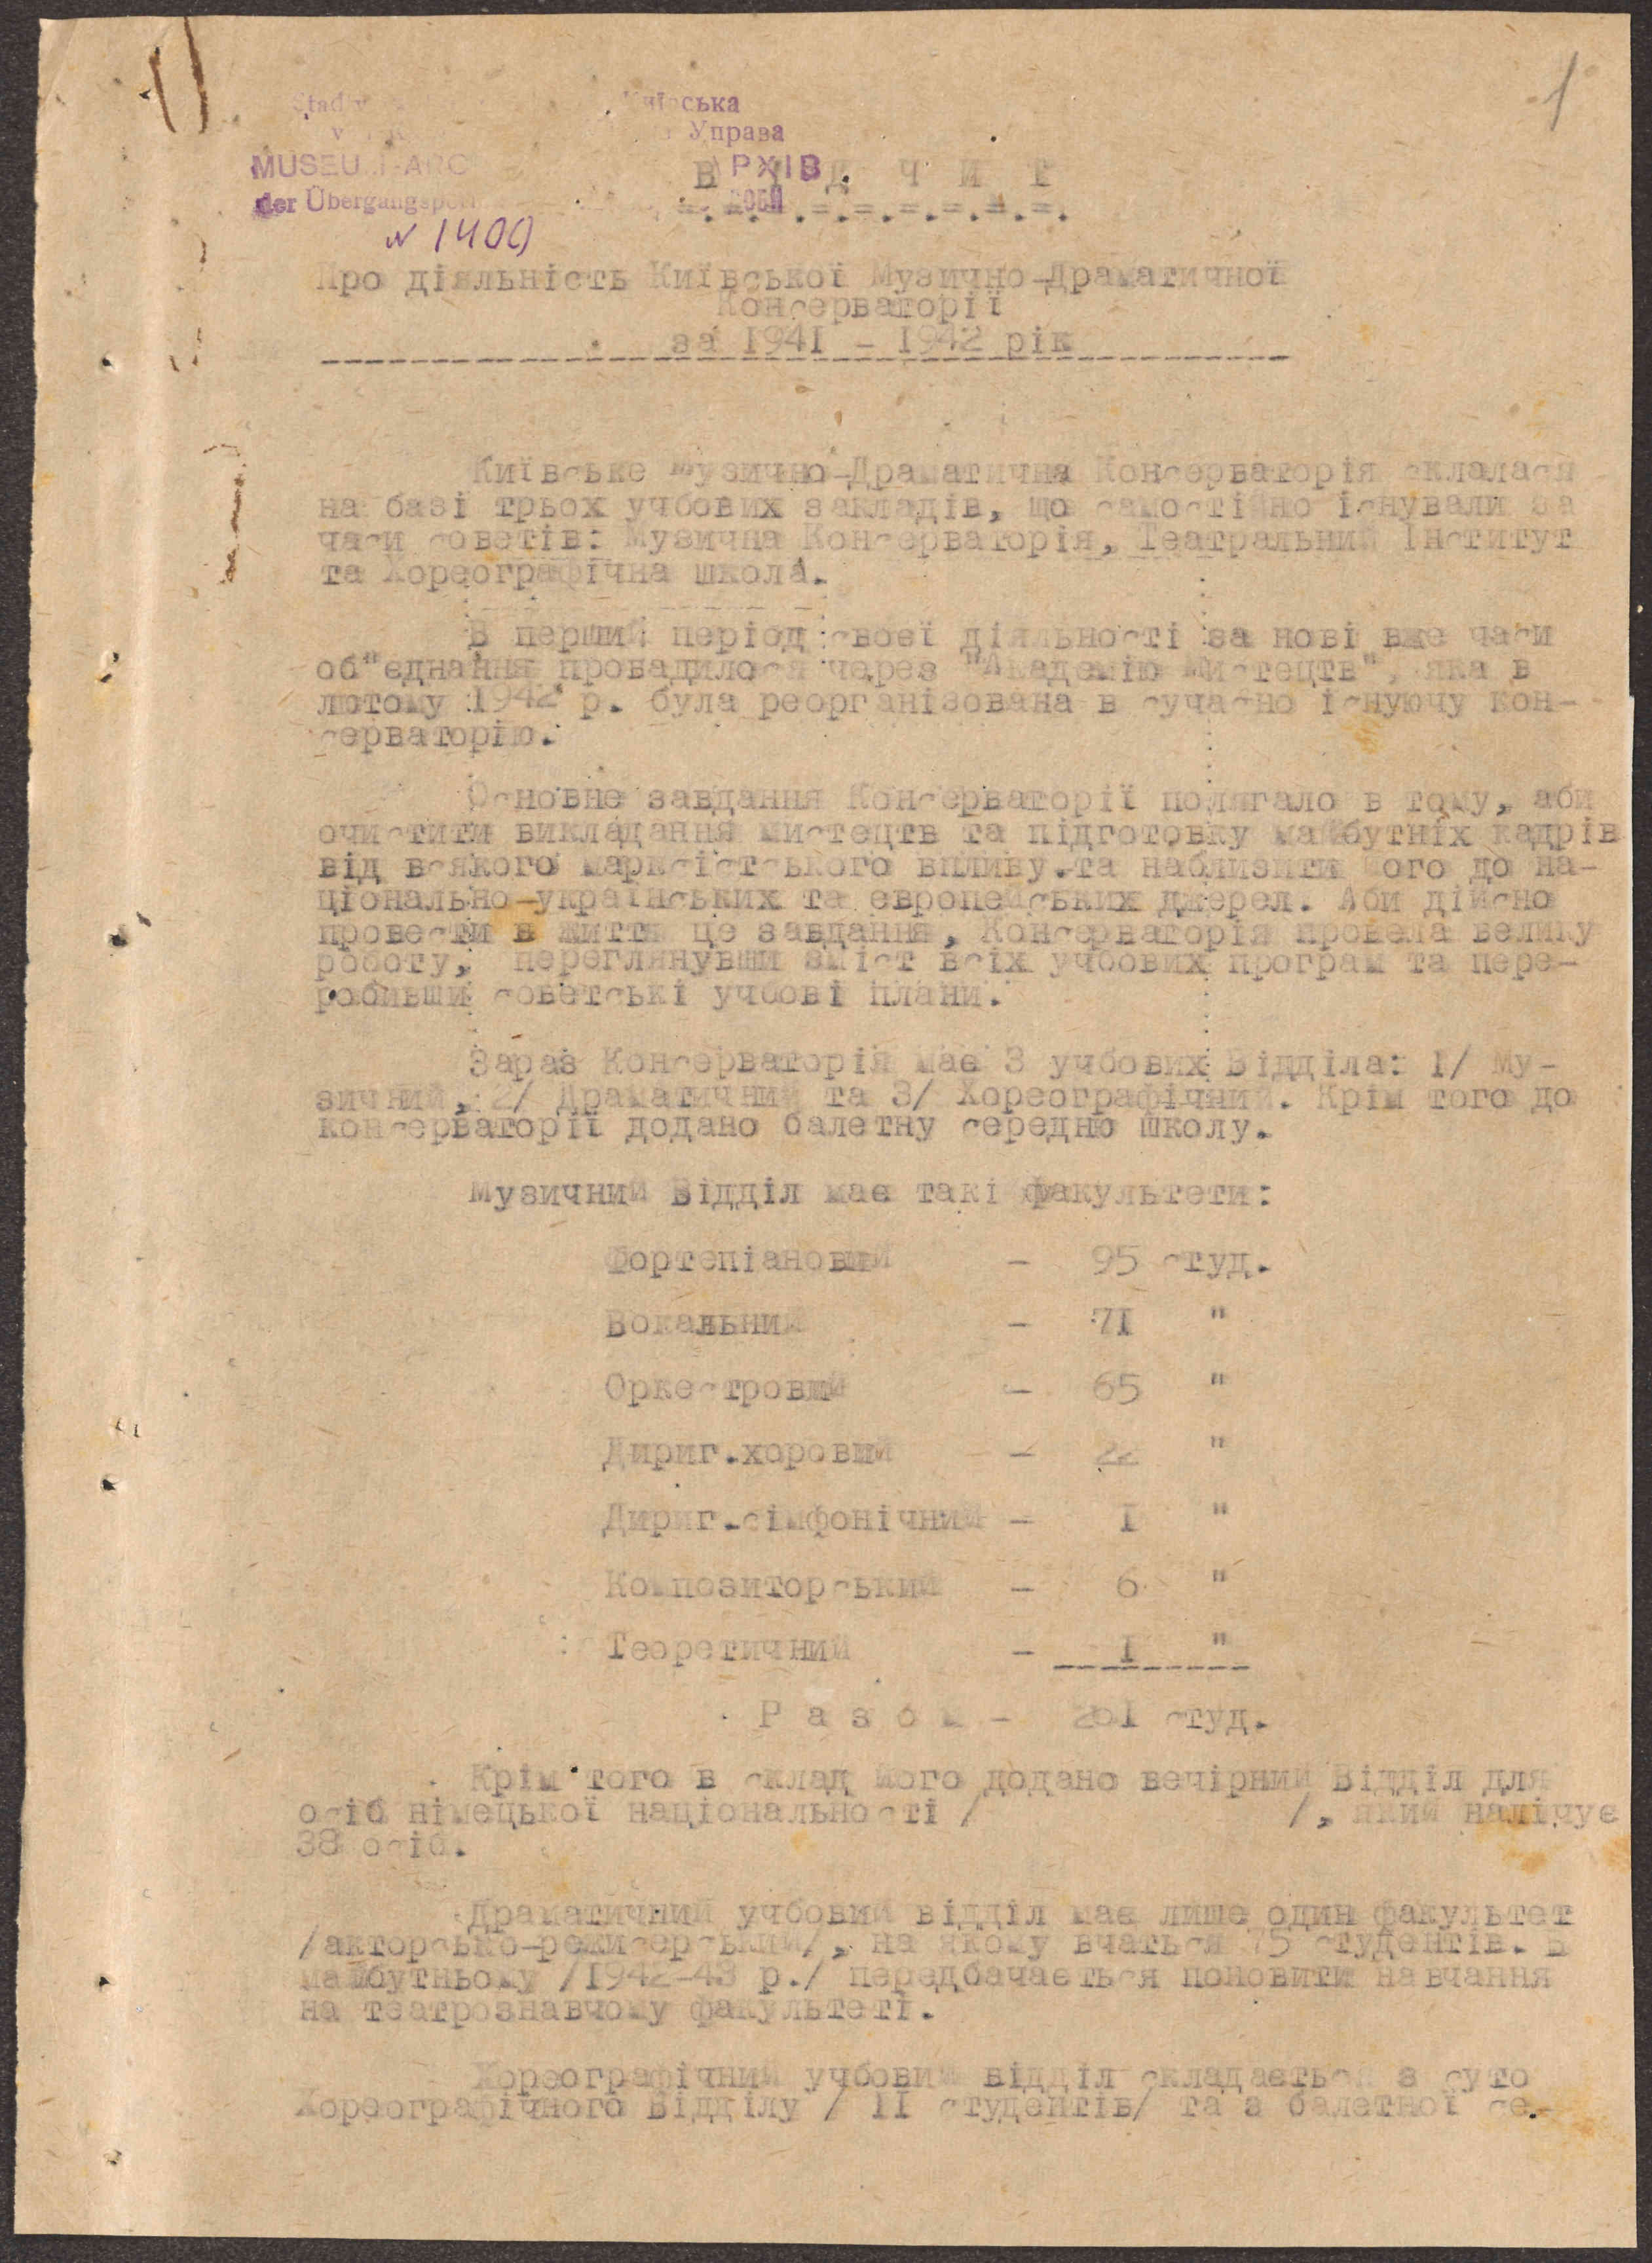 1
Київська
Управа
MUSEUM-ARC
АРХІВ
der Übergangsper
№ 1400
В І Д Ч И Т
=.=.=.=.=.=.=.=.=.
Про діяльність Київської Музично-Драматичної
Консерваторії
за 1941 - 1942 рік
Київське Музично-Драматична Консерваторія склалася
на базі трьох учбових закладів, що самостійно існували за
часи советів: Музична Консерваторія, Театральний Інститут
та Хореографічна школа.
В перший період своєї діяльності за нові вже часи
об"єднання провадилося через "Академію Мистецтв", яка в
лютому 1942 р. була реорганізована в сучасно існуючу кон-
серваторію.
Основне завдання Консерваторії полягало в тому, аби
очистити викладання мистецтв та підготовку майбутніх кадрів
від всякого марксістського впливу та наблизити його до на-
ціонально-українських та европейських джерел. Аби дійсно
провести в життя це завдання, Консерваторія провела велику
роботу, переглянувши зміст всіх учбових програм та пере-
робивши советські учбові плани.
Зараз Консерваторія має 3 учбових Відділа: 1/ Му-
зичний, 2/ Драматичний та 3/ Хореографічний. Крім того до
консерваторії додано балетну середню школу.
Музичний Відділ має такі факультети:
Фортепіановий - 95 студ.
Вокальний - 71 "
Оркестровий - 65 "
Дириг.хоровий - 22 "
Дириг.сімфонічний - 1 "
Композиторський - 6 "
Теоретичний - 1 "
Р а з о м - 261 студ.
Крім того в склад його додано вечірний Відділ для
осіб німецької національності / /, який налічує
38 осіб.
Драматичний учбовий відділ має лише один факультет
/акторсько-режисерський/, на якому вчаться 75 студентів. В
майбутньому /1942-43 р./ передбачається поновити навчання
на театрознавчому факультеті.
Хореографічний учбовий відділ складається з суто
Хореографічного Відділу / 11 студентів/ та з балетної се-